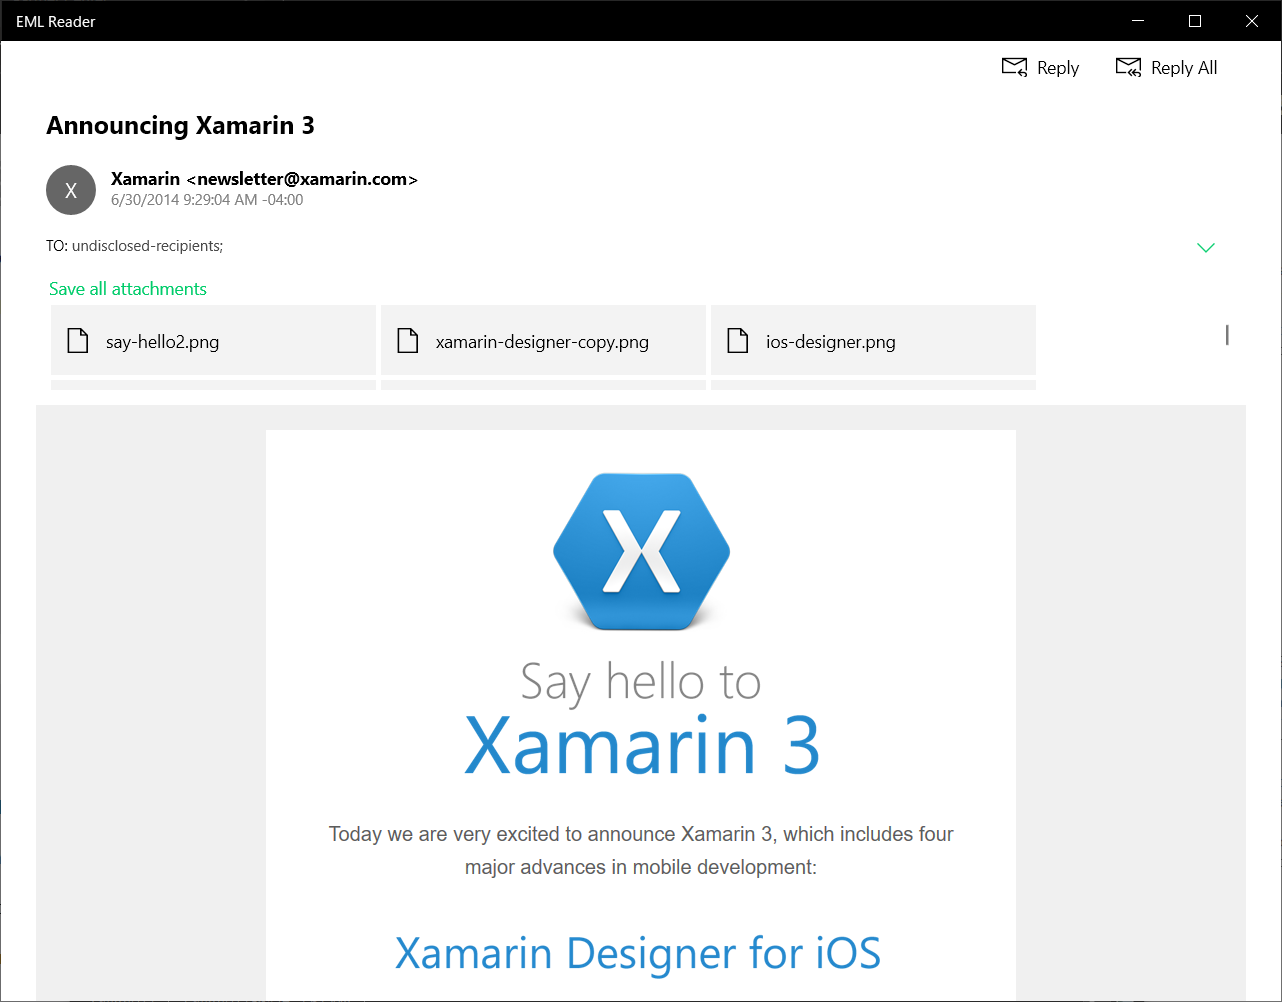 EML Reader
Reply
Reply All
Announcing Xamarin 3
X
Xamarin <newsletter@xamarin.com>
6/30/2014 9:29:04 AM -04:00
TO: undisclosed-recipients;
Save all attachments
say-hello2.png
xamarin-designer-copy.png
ios-designer.png
X
Say hello to
Xamarin 3
Today we are very excited to announce Xamarin 3, which includes four
major advances in mobile development:
Xamarin Designer for iOS